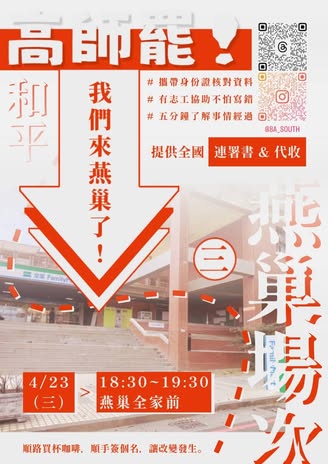 高師罷!
和平
我們來燕巢了!
# 攜帶身份證核對資料
# 有志工協助不怕寫錯
# 五分鐘了解事情經過
@BA_SOUTH
提供全國 連署書 & 代收
燕巢場次
三
全家 FamilyMart
4/23
(三)
>
18:30~19:30
燕巢全家前
順路買杯咖啡,順手簽個名,讓改變發生。